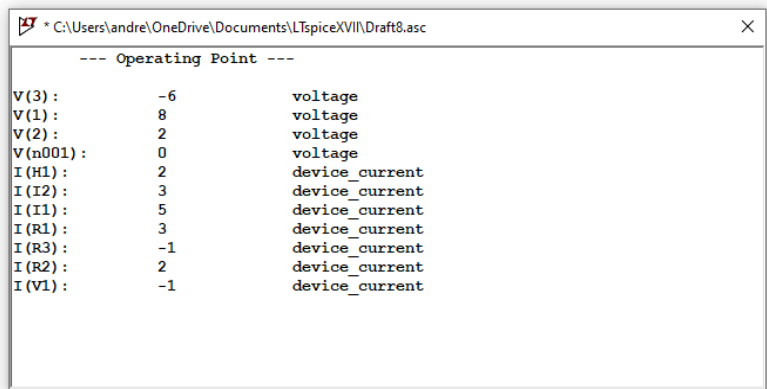 * C:\Users\andre\OneDrive\Documents\LTspiceXVII\Draft8.asc
--- Operating Point ---
V(3): -6 voltage
V(1): 8 voltage
V(2): 2 voltage
V(n001): 0 voltage
I(H1): 2 device_current
I(I2): 3 device_current
I(I1): 5 device_current
I(R1): 3 device_current
I(R3): -1 device_current
I(R2): 2 device_current
I(V1): -1 device_current